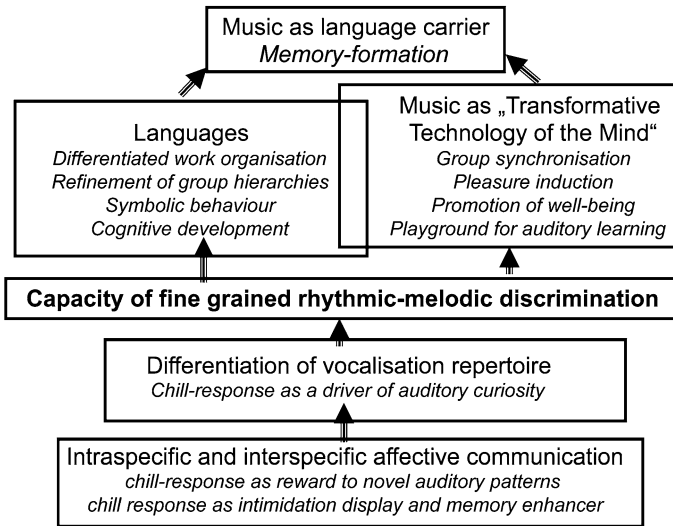 Music as language carrier
Memory-formation
Languages
Differentiated work organisation
Refinement of group hierarchies
Symbolic behaviour
Cognitive development
Music as „Transformative
Technology of the Mind“
Group synchronisation
Pleasure induction
Promotion of well-being
Playground for auditory learning
Capacity of fine grained rhythmic-melodic discrimination
Differentiation of vocalisation repertoire
Chill-response as a driver of auditory curiosity
Intraspecific and interspecific affective communication
chill-response as reward to novel auditory patterns
chill response as intimidation display and memory enhancer